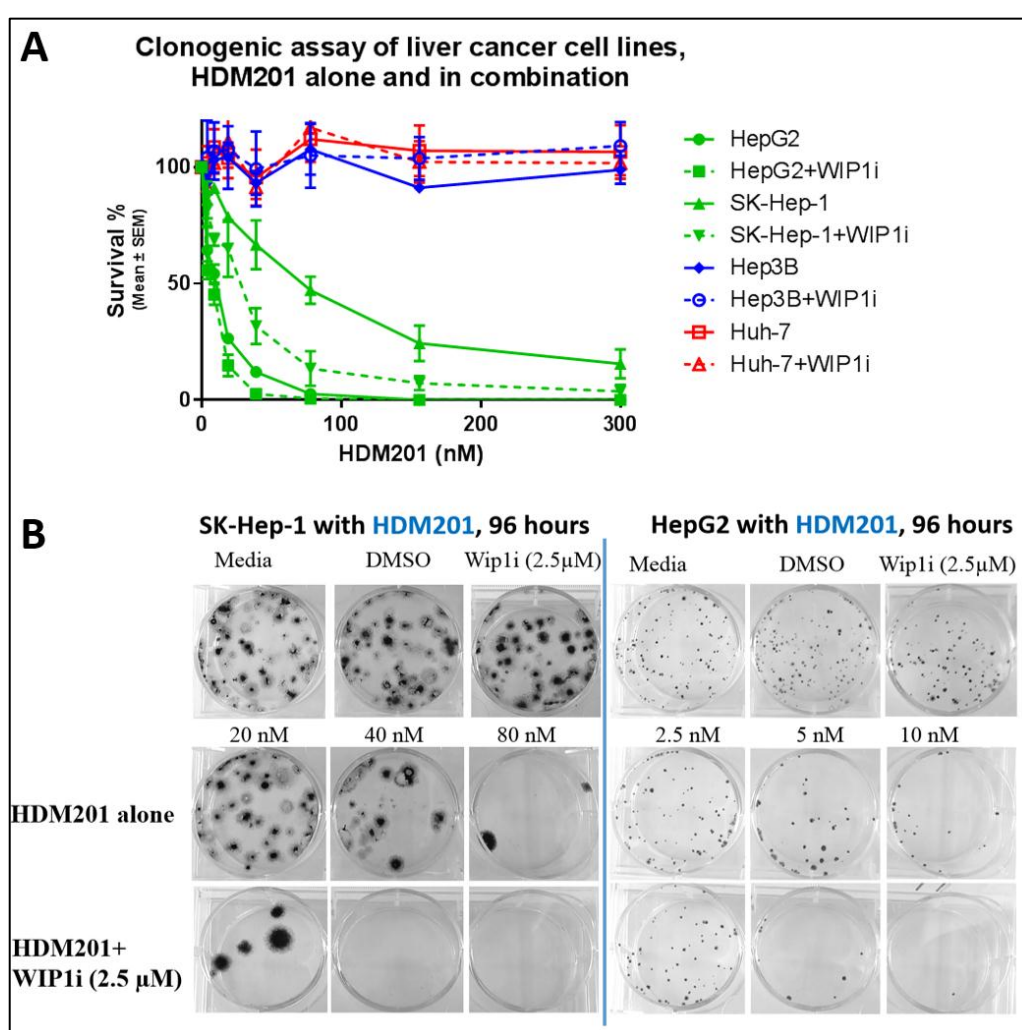 A
Clonogenic assay of liver cancer cell lines,
HDM201 alone and in combination
Survival %
(Mean ± SEM)
100
50
0
0
100
200
300
HDM201 (nM)
HepG2
HepG2+WIP1i
SK-Hep-1
SK-Hep-1+WIP1i
Hep3B
Hep3B+WIP1i
Huh-7
Huh-7+WIP1i
B
SK-Hep-1 with HDM201, 96 hours
HepG2 with HDM201, 96 hours
Media DMSO Wip1i (2.5µM)
Media DMSO Wip1i (2.5µM)
20 nM 40 nM 80 nM
2.5 nM 5 nM 10 nM
HDM201 alone
HDM201+
WIP1i (2.5 µM)